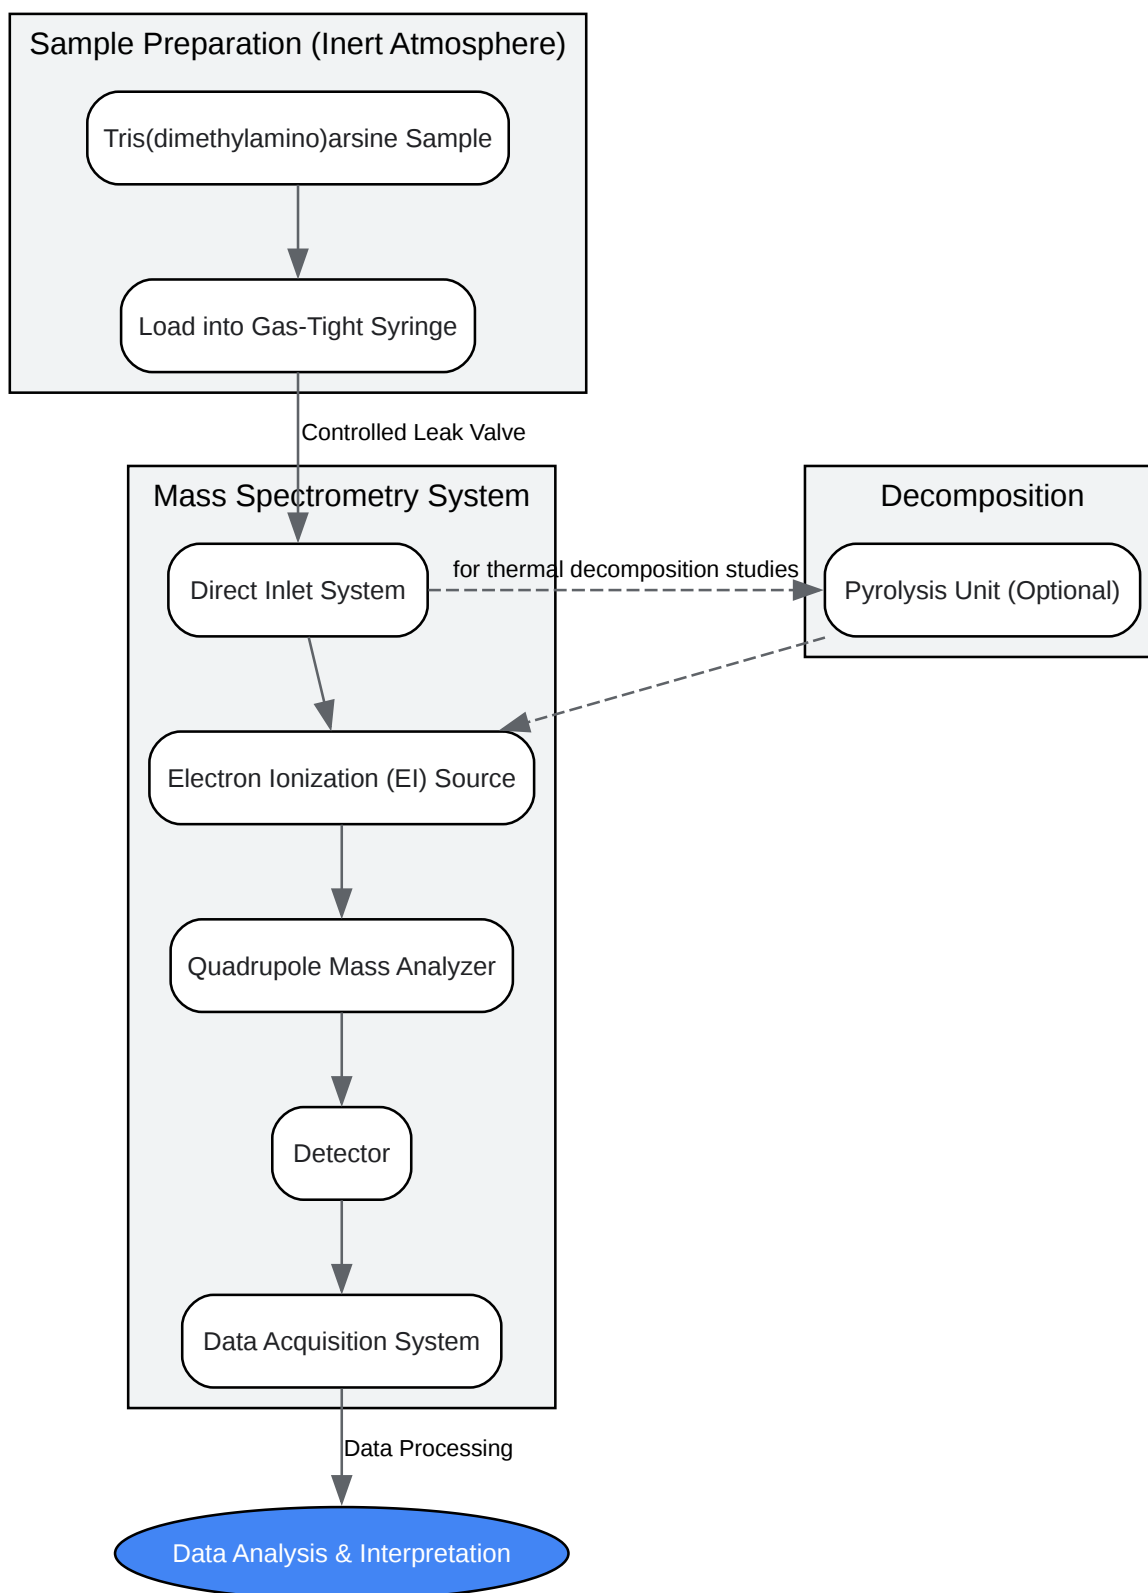 Sample Preparation (Inert Atmosphere)
Tris(dimethylamino)arsine Sample
Load into Gas-Tight Syringe
Controlled Leak Valve
Mass Spectrometry System
Decomposition
Direct Inlet System
for thermal decomposition studies
Pyrolysis Unit (Optional)
Electron Ionization (EI) Source
Quadrupole Mass Analyzer
Detector
Data Acquisition System
Data Processing
Data Analysis & Interpretation